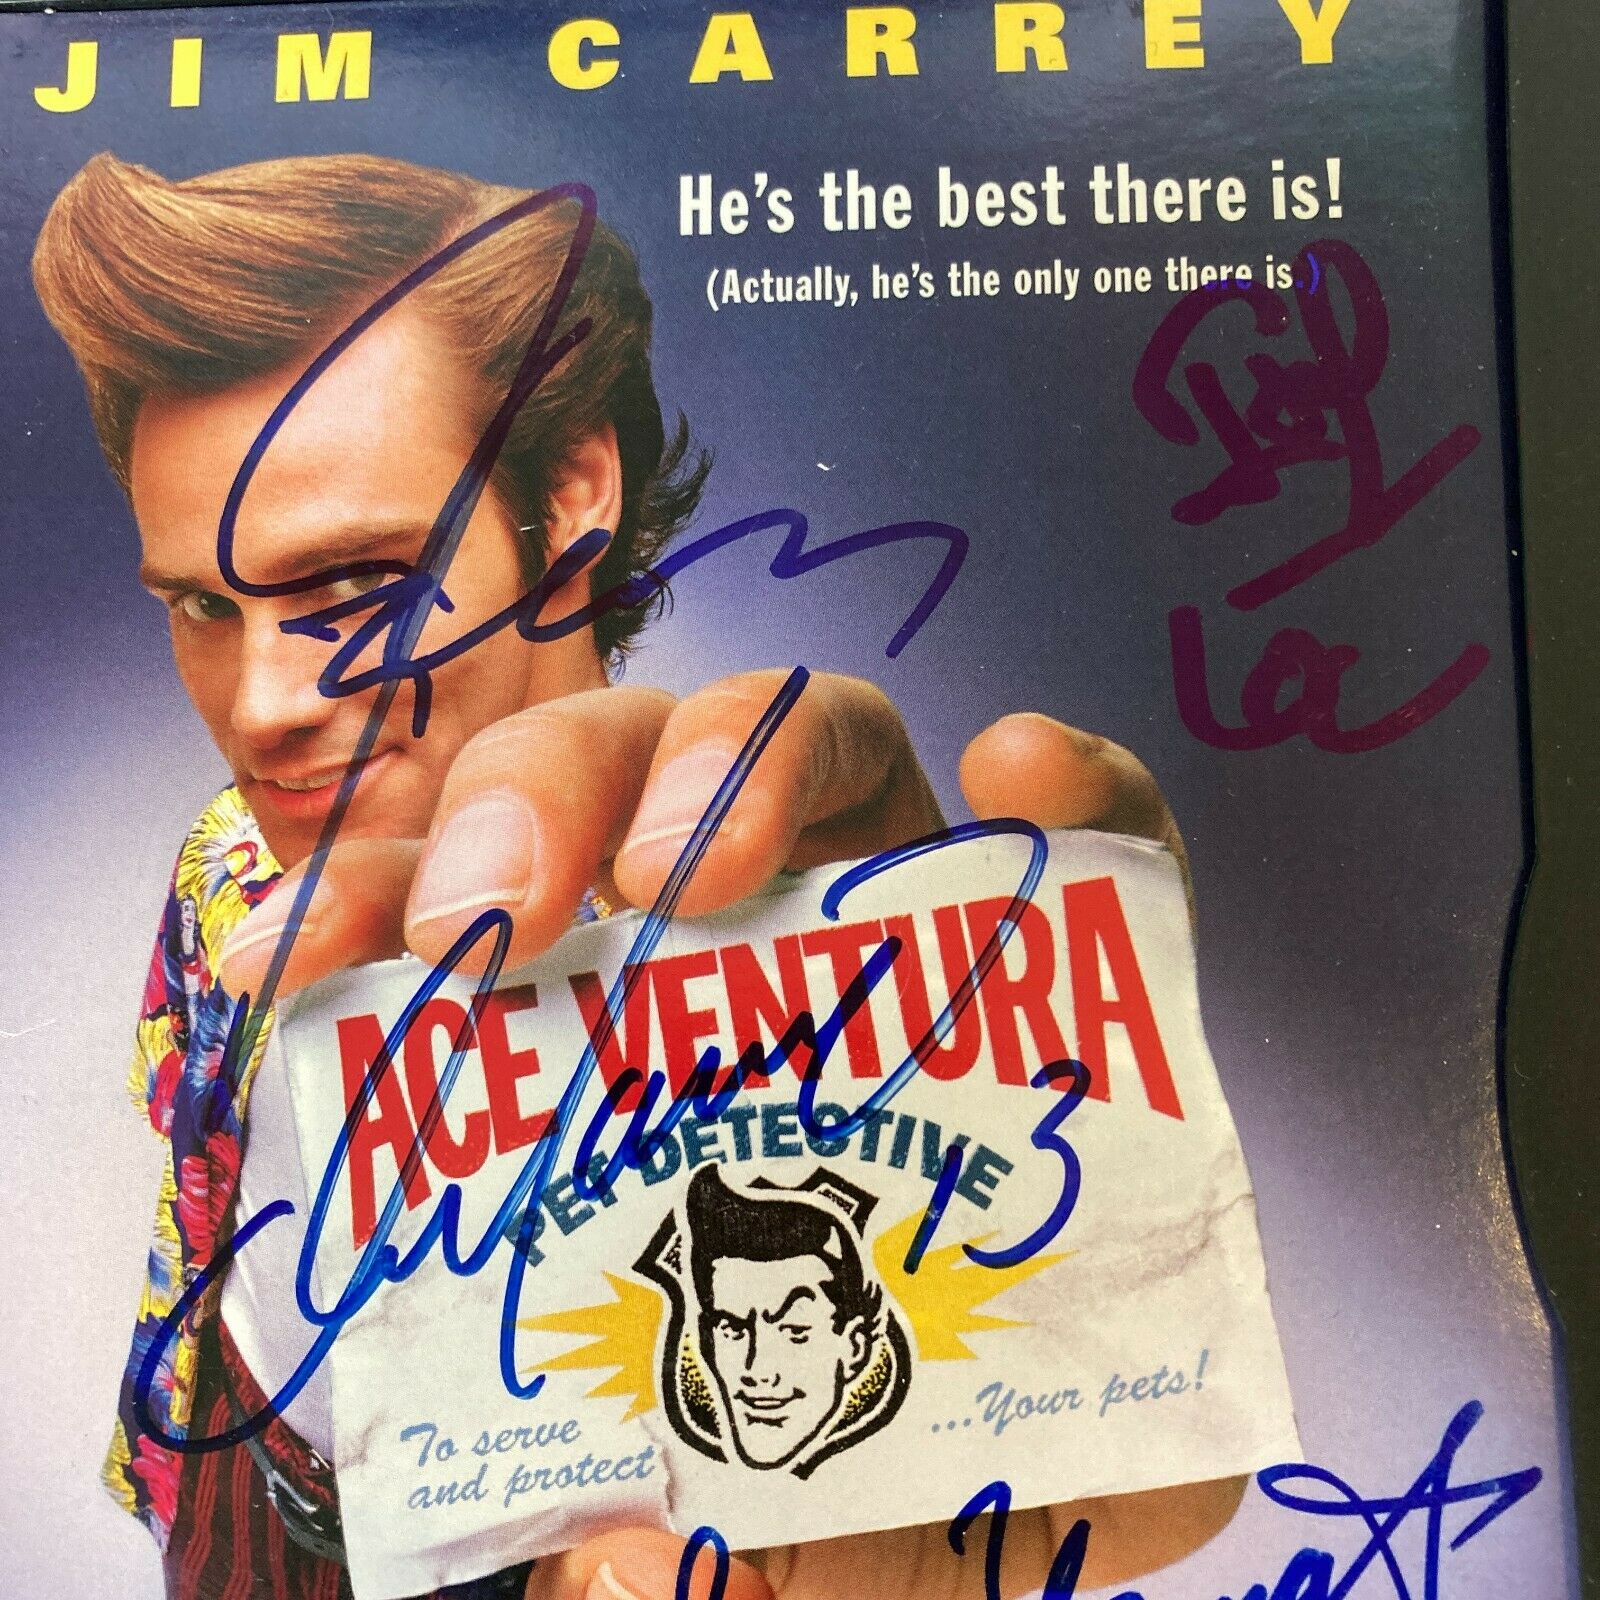 JIM CARREY
He's the best there is!
(Actually, he's the only one there is.)
ACE VENTURA
PET DETECTIVE
13
To serve
and protect
...Your pets!